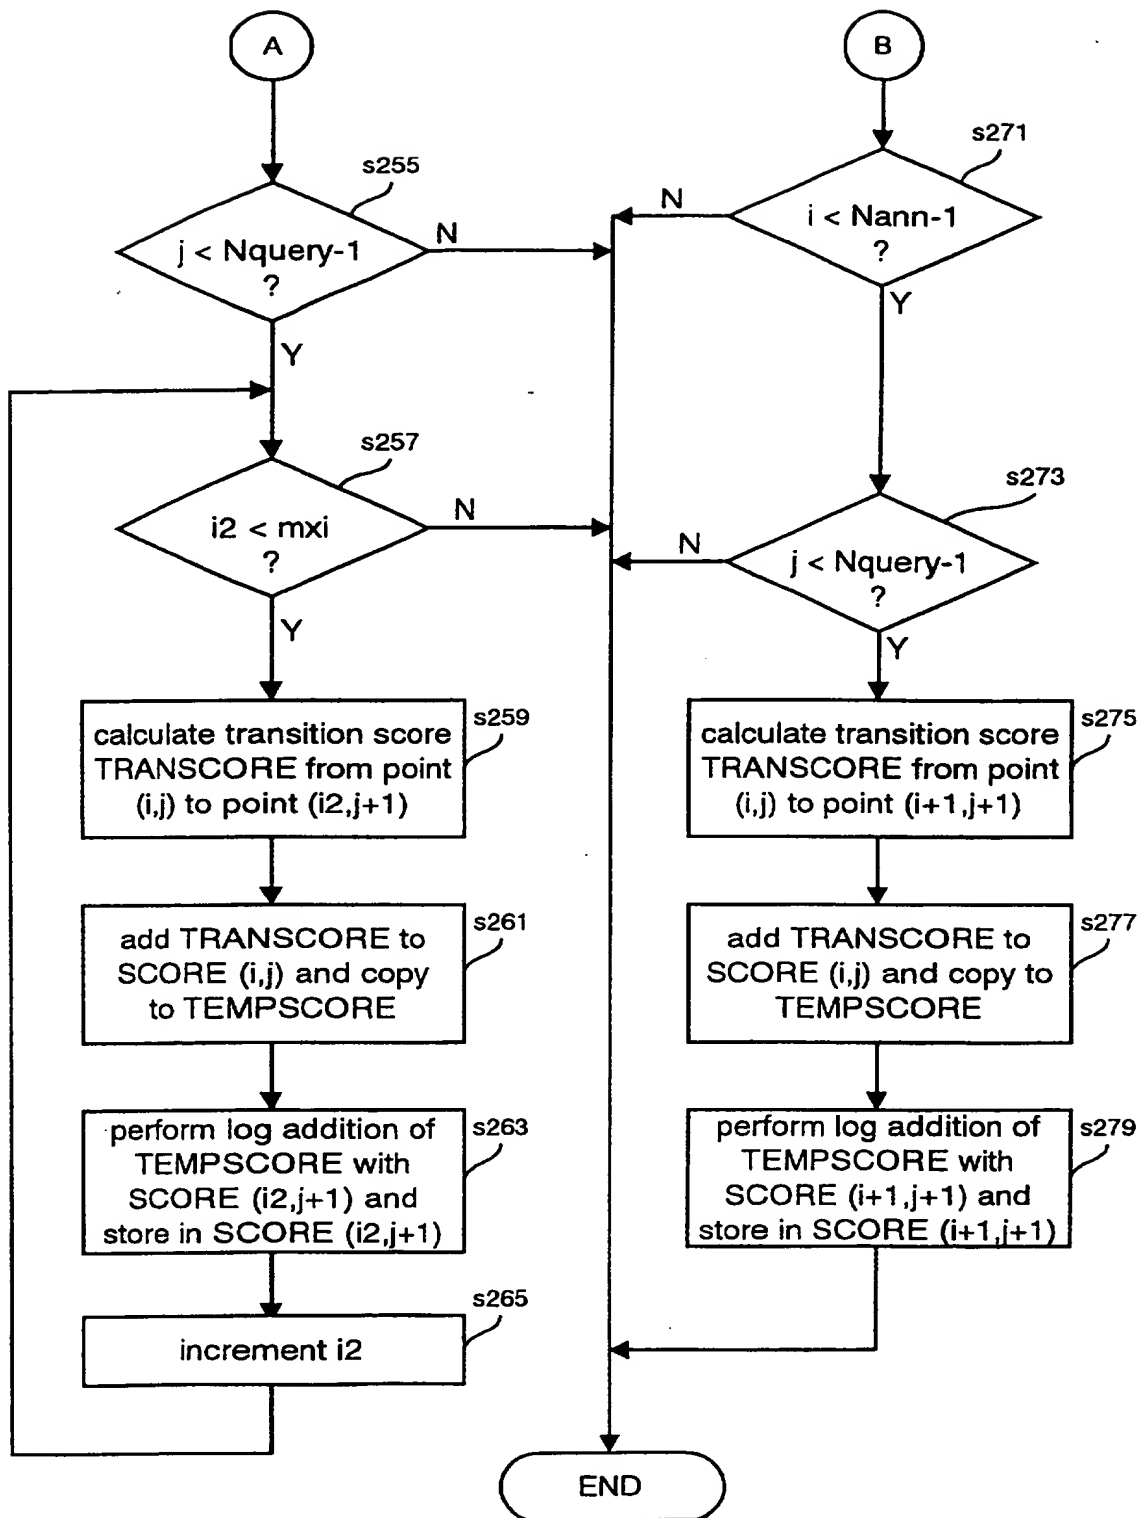 A
s255
j < Nquery-1
?
N
Y
s257
i2 < mxi
?
N
Y
s259
calculate transition score
TRANSCORE from point
(i,j) to point (i2,j+1)
s261
add TRANSCORE to
SCORE (i,j) and copy
to TEMPSCORE
s263
perform log addition of
TEMPSCORE with
SCORE (i2,j+1) and
store in SCORE (i2,j+1)
s265
increment i2
B
s271
i < Nann-1
?
N
Y
s273
j < Nquery-1
?
N
Y
s275
calculate transition score
TRANSCORE from point
(i,j) to point (i+1,j+1)
s277
add TRANSCORE to
SCORE (i,j) and copy to
TEMPSCORE
s279
perform log addition of
TEMPSCORE with
SCORE (i+1,j+1) and
store in SCORE (i+1,j+1)
END